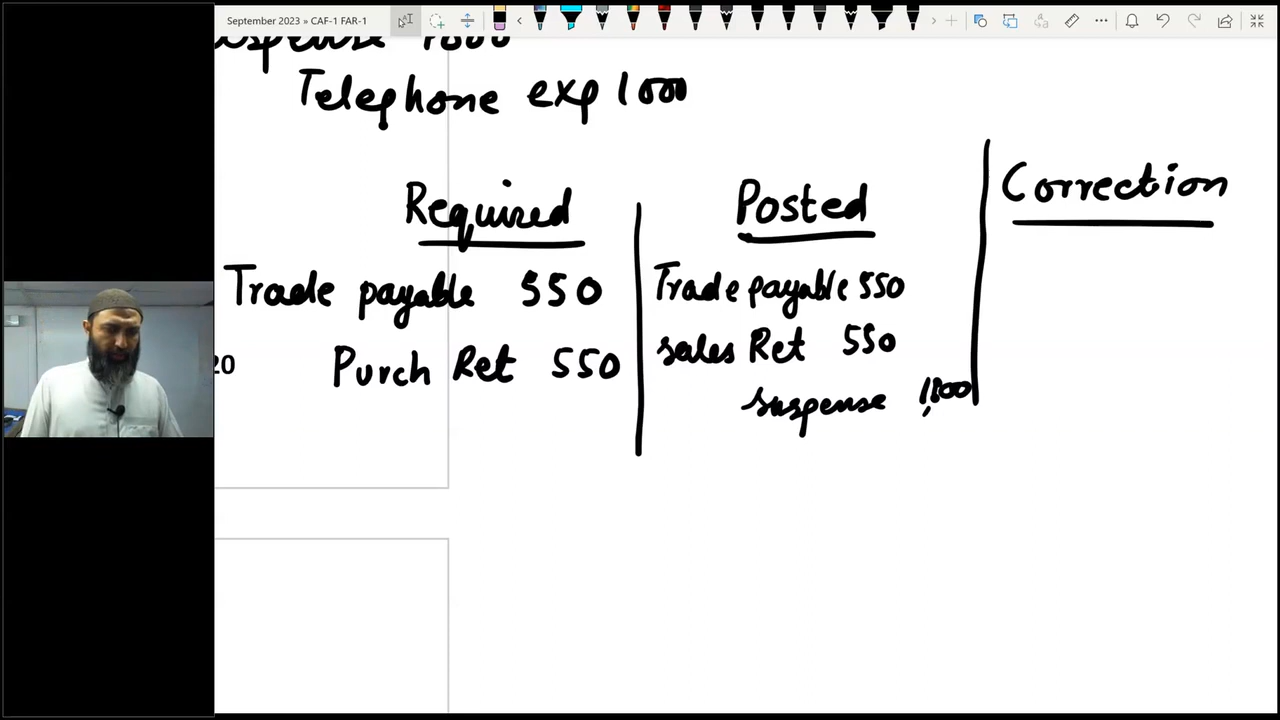 September 2023 » CAF-1 FAR-1
Telephone exp 1000
Required
Posted
Correction
Trade payable 550
Purch Ret 550
Trade payable 550
sales Ret 550
suspense
20